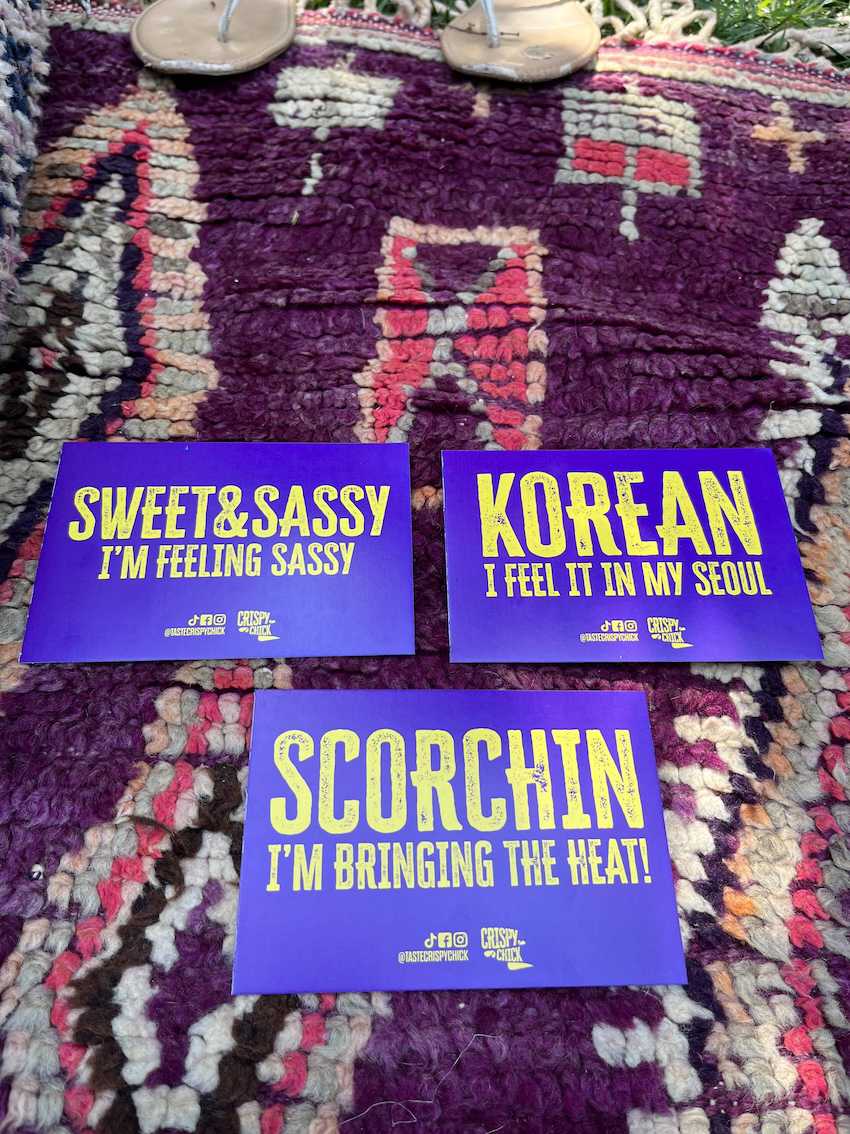 SWEET&SASSY
I'M FEELING SASSY
@TASTECRISPYCHICK
CRISPY
CHICK
KOREAN
I FEEL IT IN MY SEOUL
@TASTECRISPYCHICK
CRISPY
CHICK
SCORCHIN
I'M BRINGING THE HEAT!
@TASTECRISPYCHICK
CRISPY
CHICK